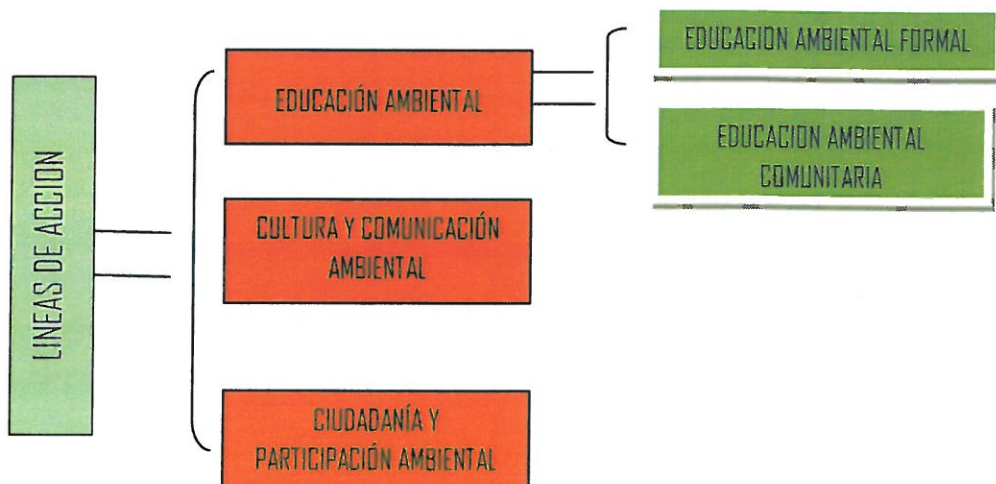 LINEAS DE ACCION
EDUCACIÓN AMBIENTAL
CULTURA Y COMUNICACIÓN
AMBIENTAL
CIUDADANÍA Y
PARTICIPACIÓN AMBIENTAL
EDUCACION AMBIENTAL FORMAL
EDUCACION AMBIENTAL
COMUNITARIA